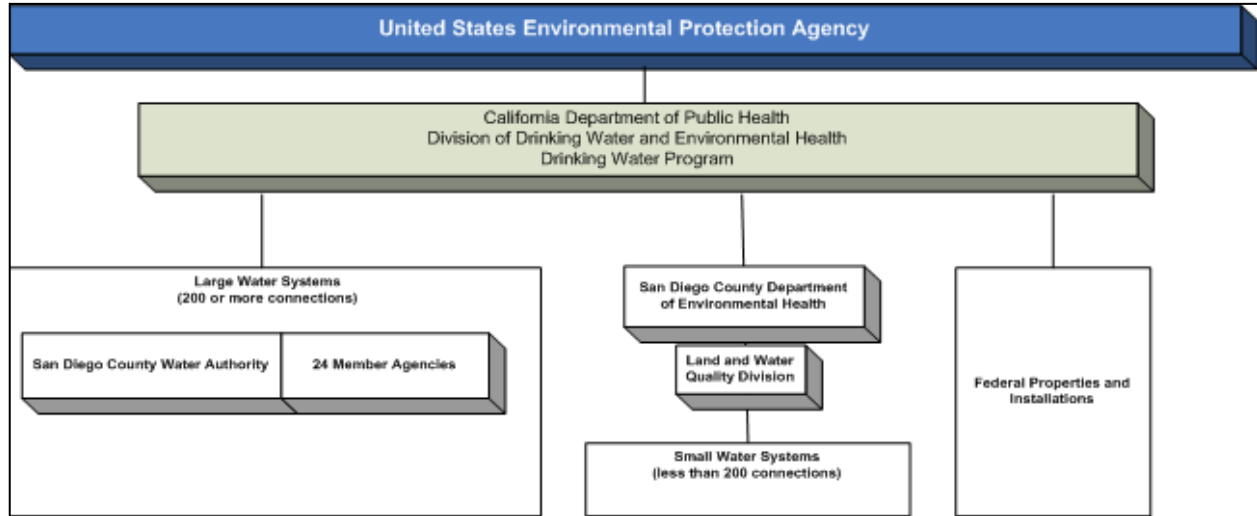 United States Environmental Protection Agency
California Department of Public Health
Division of Drinking Water and Environmental Health
Drinking Water Program
Large Water Systems
(200 or more connections)
San Diego County Water Authority
24 Member Agencies
San Diego County Department
of Environmental Health
Land and Water
Quality Division
Small Water Systems
(less than 200 connections)
Federal Properties and
Installations